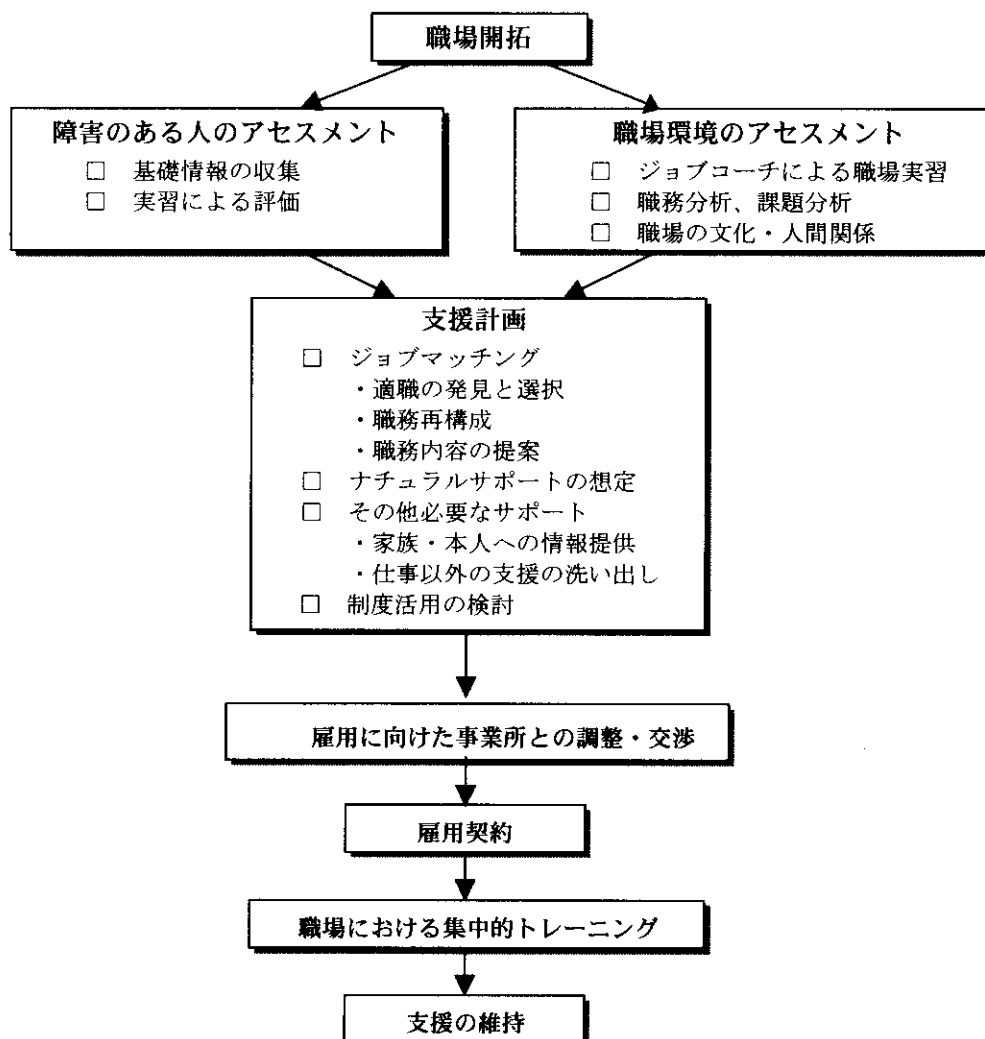 職場開拓
障害のある人のアセスメント
□ 基礎情報の収集
□ 実習による評価
職場環境のアセスメント
□ ジョブコーチによる職場実習
□ 職務分析、課題分析
□ 職場の文化・人間関係
支援計画
□ ジョブマッチング
・適職の発見と選択
・職務再構成
・職務内容の提案
□ ナチュラルサポートの想定
□ その他必要なサポート
・家族・本人への情報提供
・仕事以外の支援の洗い出し
□ 制度活用の検討
雇用に向けた事業所との調整・交渉
雇用契約
職場における集中的トレーニング
支援の維持